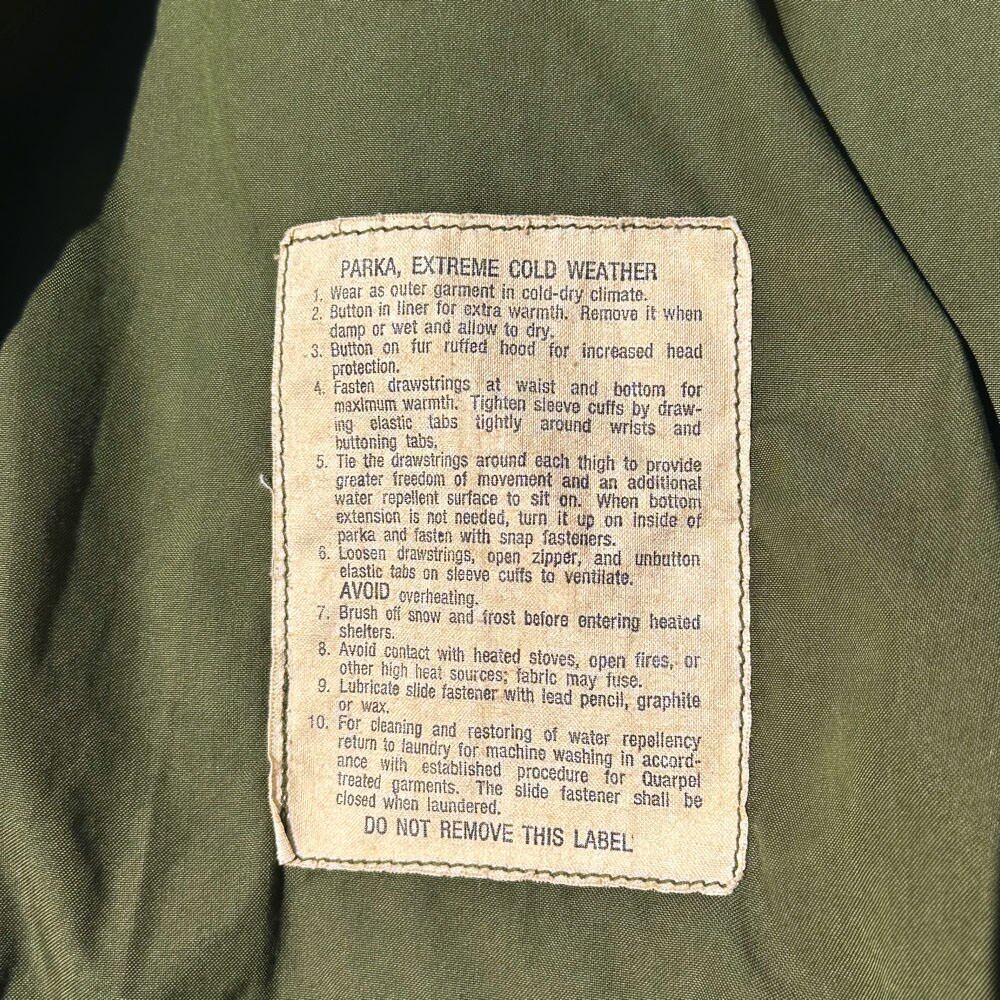 PARKA, EXTREME COLD WEATHER
1. Wear as outer garment in cold-dry climate.
2. Button in liner for extra warmth. Remove it when
damp or wet and allow to dry.
3. Button on fur ruffed hood for increased head
protection.
4. Fasten drawstrings at waist and bottom for
maximum warmth. Tighten sleeve cuffs by draw-
ing elastic tabs tightly around wrists and
buttoning tabs.
5. Tie the drawstrings around each thigh to provide
greater freedom of movement and an additional
water repellent surface to sit on. When bottom
extension is not needed, turn it up on inside of
parka and fasten with snap fasteners.
6. Loosen drawstrings, open zipper, and unbutton
elastic tabs on sleeve cuffs to ventilate.
AVOID overheating.
7. Brush off snow and frost before entering heated
shelters.
8. Avoid contact with heated stoves, open fires, or
other high heat sources; fabric may fuse.
9. Lubricate slide fastener with lead pencil, graphite
or wax.
10. For cleaning and restoring of water repellency
return to laundry for machine washing in accord-
ance with established procedure for Quarpel
treated garments. The slide fastener shall be
closed when laundered.
DO NOT REMOVE THIS LABEL